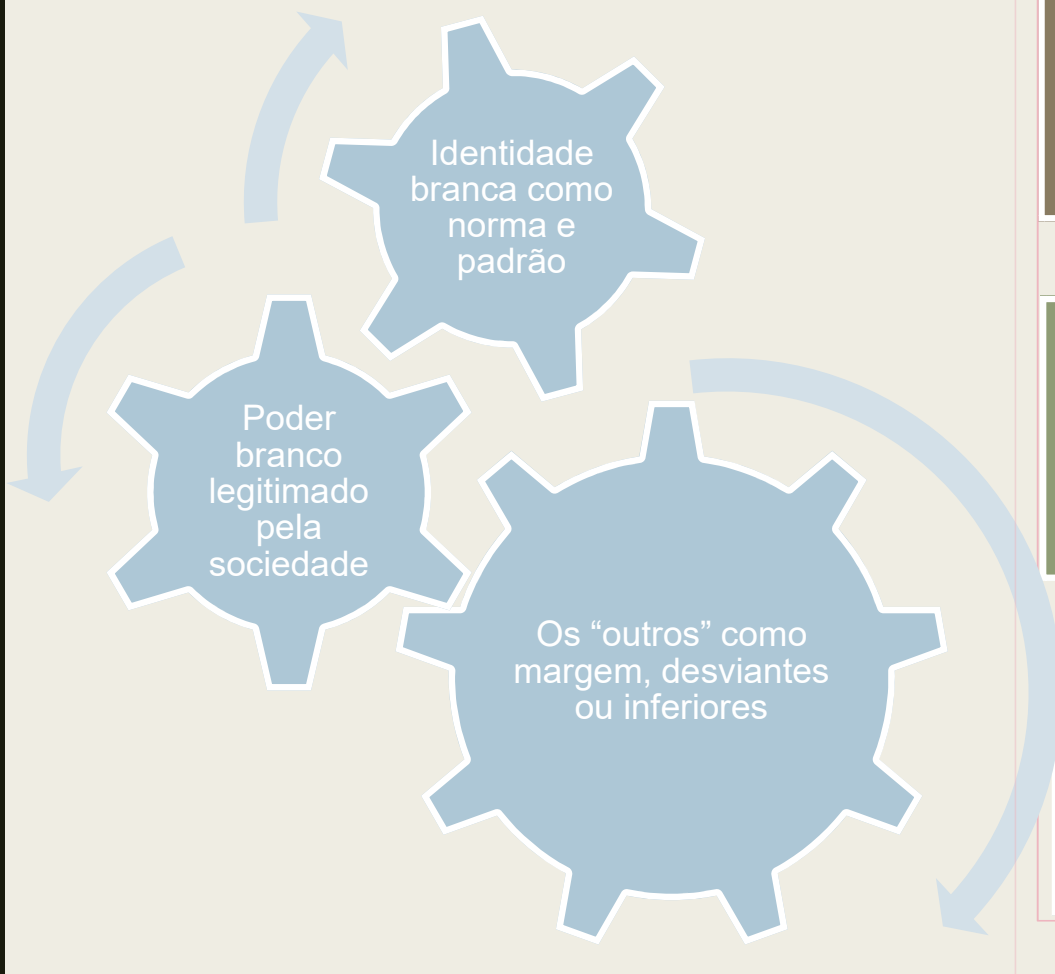 Identidade
branca como
norma e
padrão
Poder
branco
legitimado
pela
sociedade
Os “outros” como
margem, desviantes
ou inferiores